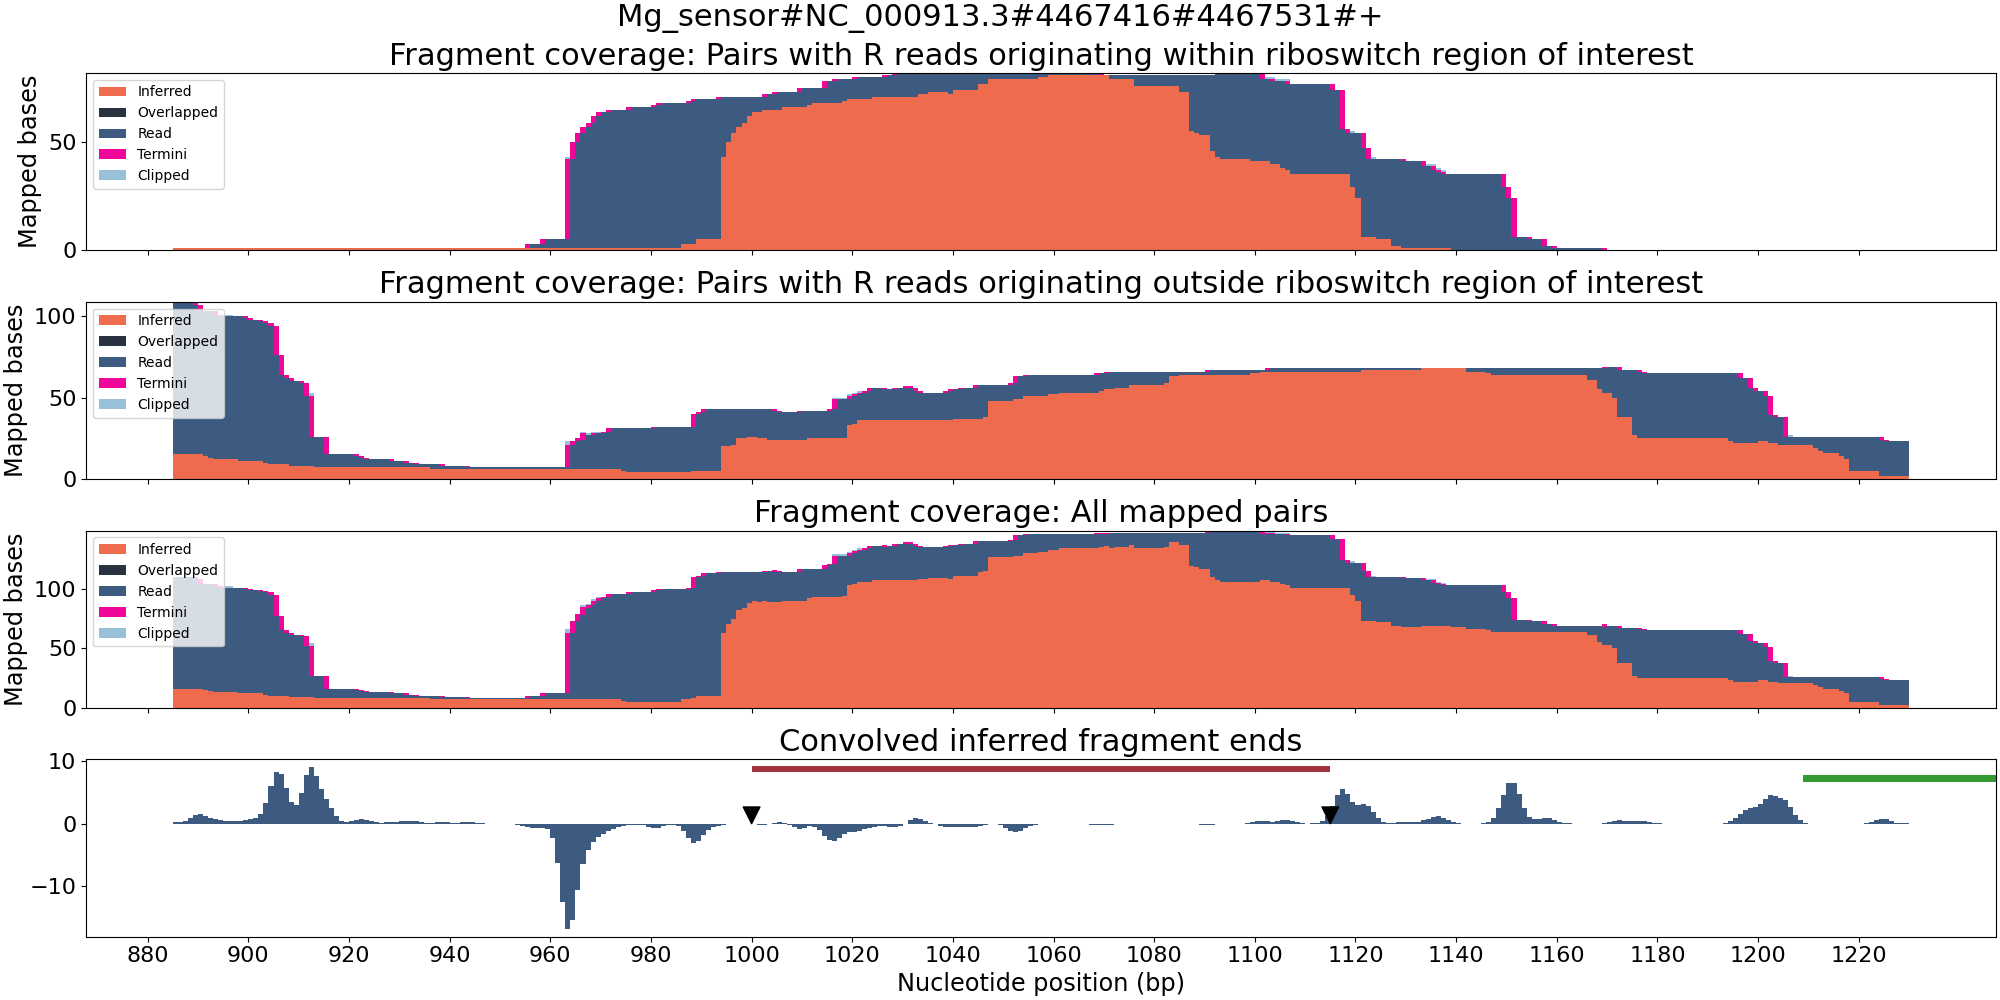 Mg_sensor#NC_000913.3#4467416#4467531#+
Fragment coverage: Pairs with R reads originating within riboswitch region of interest
Mapped bases
50
0
Inferred
Overlapped
Read
Termini
Clipped
Fragment coverage: Pairs with R reads originating outside riboswitch region of interest
Mapped bases
100
50
0
Inferred
Overlapped
Read
Termini
Clipped
Fragment coverage: All mapped pairs
Mapped bases
100
50
0
Inferred
Overlapped
Read
Termini
Clipped
Convolved inferred fragment ends
10
0
−10
880 900 920 940 960 980 1000 1020 1040 1060 1080 1100 1120 1140 1160 1180 1200 1220
Nucleotide position (bp)